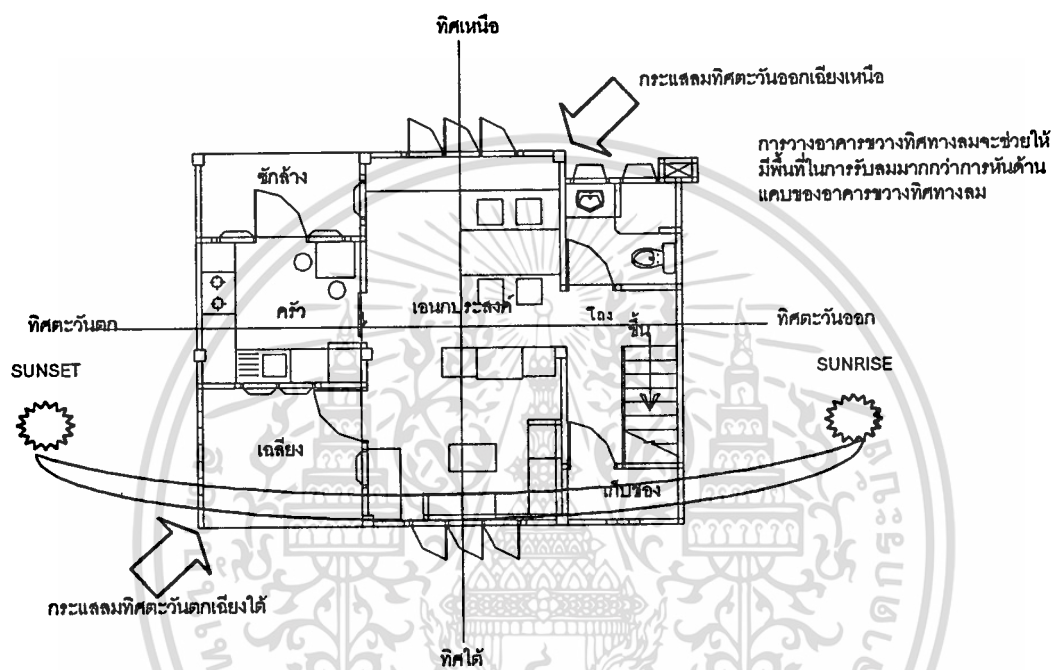 ทิศเหนือ
กระแสลมทิศตะวันออกเฉียงเหนือ
การวางอาคารขวางทิศทางลมจะช่วยให้
มีพื้นที่ในการรับลมมากกว่าการหันด้าน
แคบของอาคารขวางทิศทางลม
ซักล้าง
ครัว
เอนกประสงค์
โถง
ขึ้น
ทิศตะวันตก
ทิศตะวันออก
SUNSET
SUNRISE
เฉลียง
เก็บของ
กระแสลมทิศตะวันตกเฉียงใต้
ทิศใต้